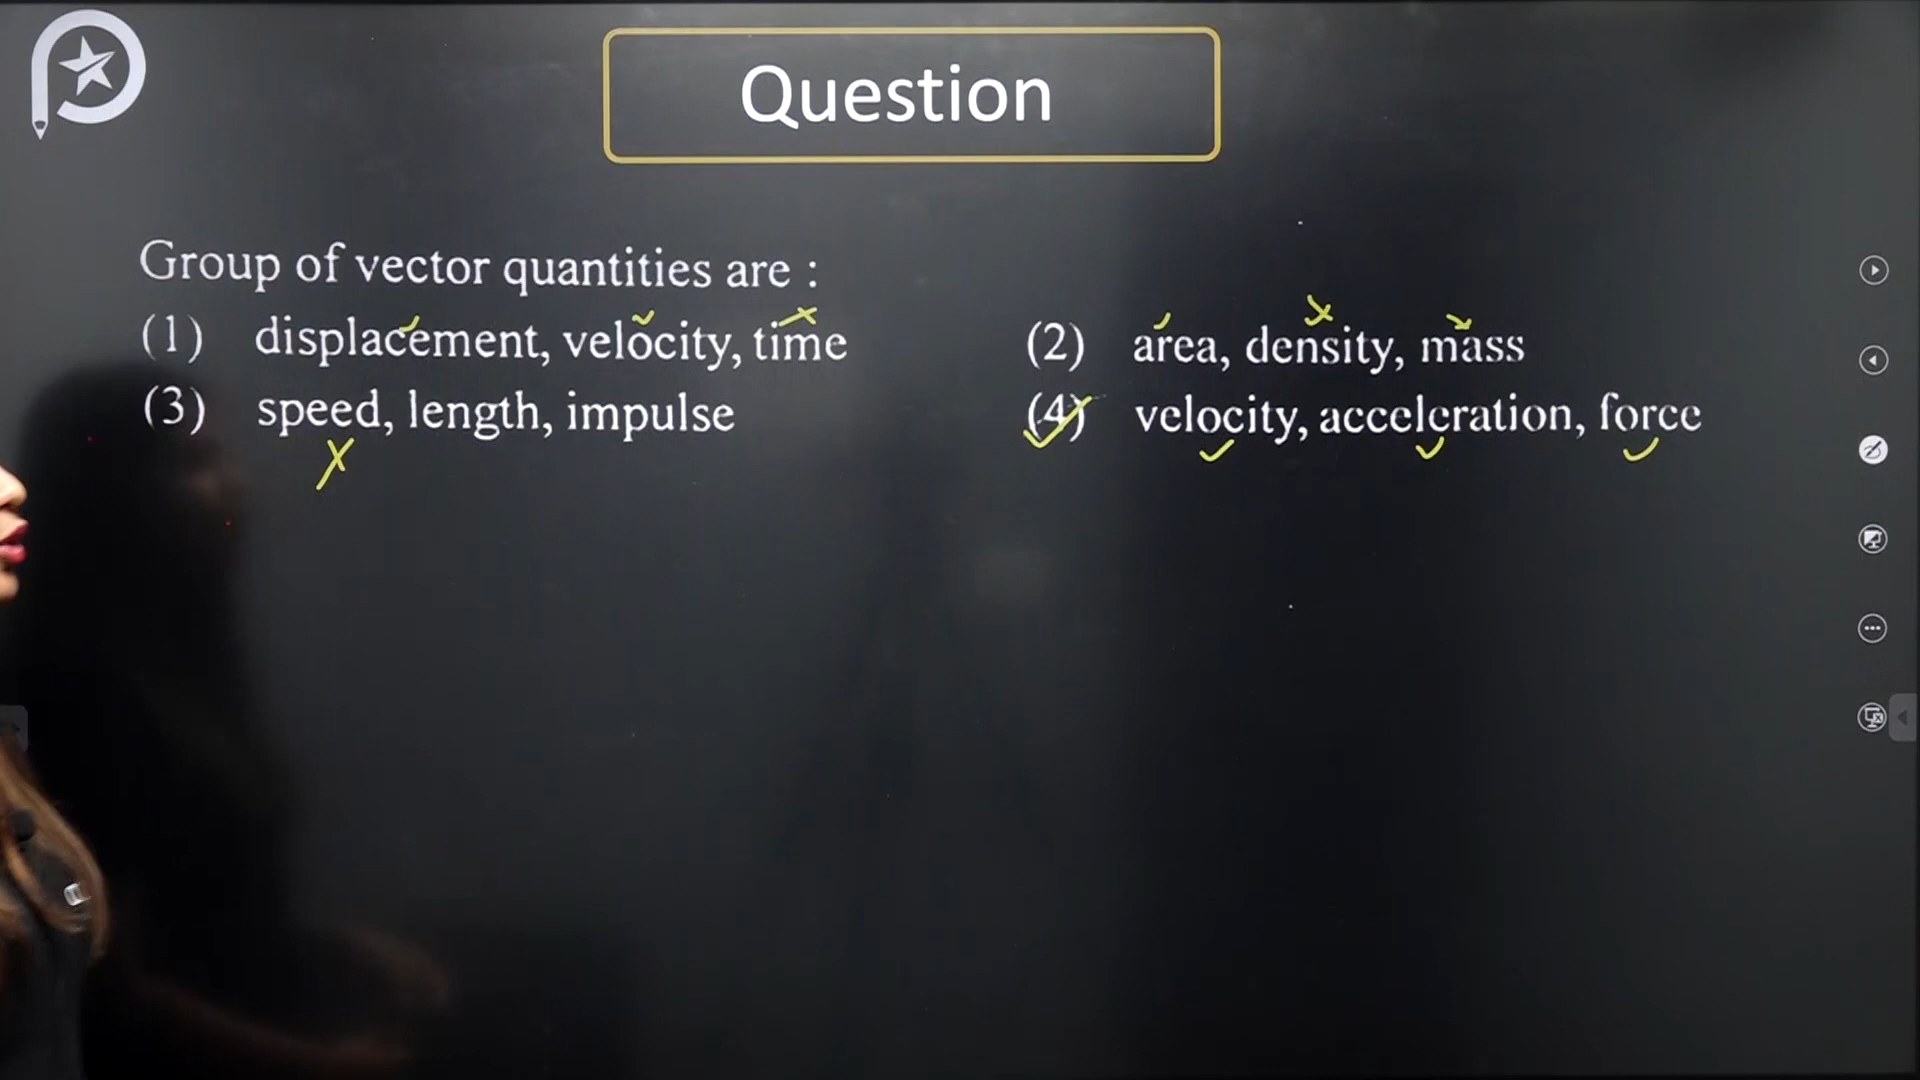 Question
Group of vector quantities are :
(1) displacement, velocity, time (2) area, density, mass
(3) speed, length, impulse (4) velocity, acceleration, force